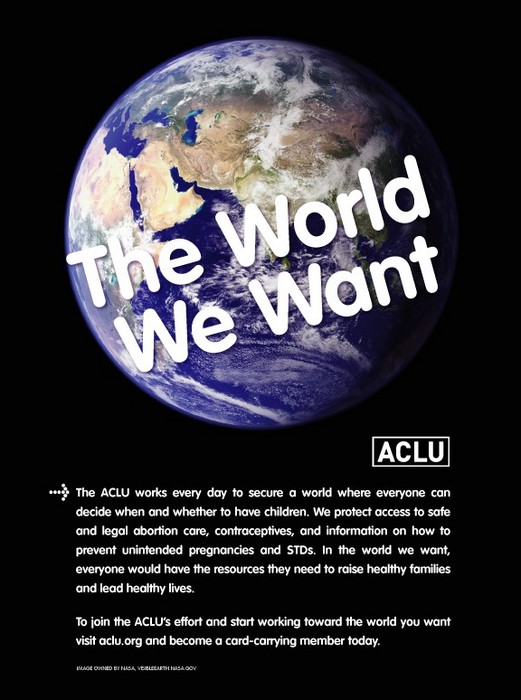 The World
We Want
ACLU
The ACLU works every day to secure a world where everyone can
decide when and whether to have children. We protect access to safe
and legal abortion care, contraceptives, and information on how to
prevent unintended pregnancies and STDs. In the world we want,
everyone would have the resources they need to raise healthy families
and lead healthy lives.
To join the ACLU's effort and start working toward the world you want
visit aclu.org and become a card-carrying member today.
IMAGE OWNED BY NASA, VISIBLEEARTH.NASA.GOV